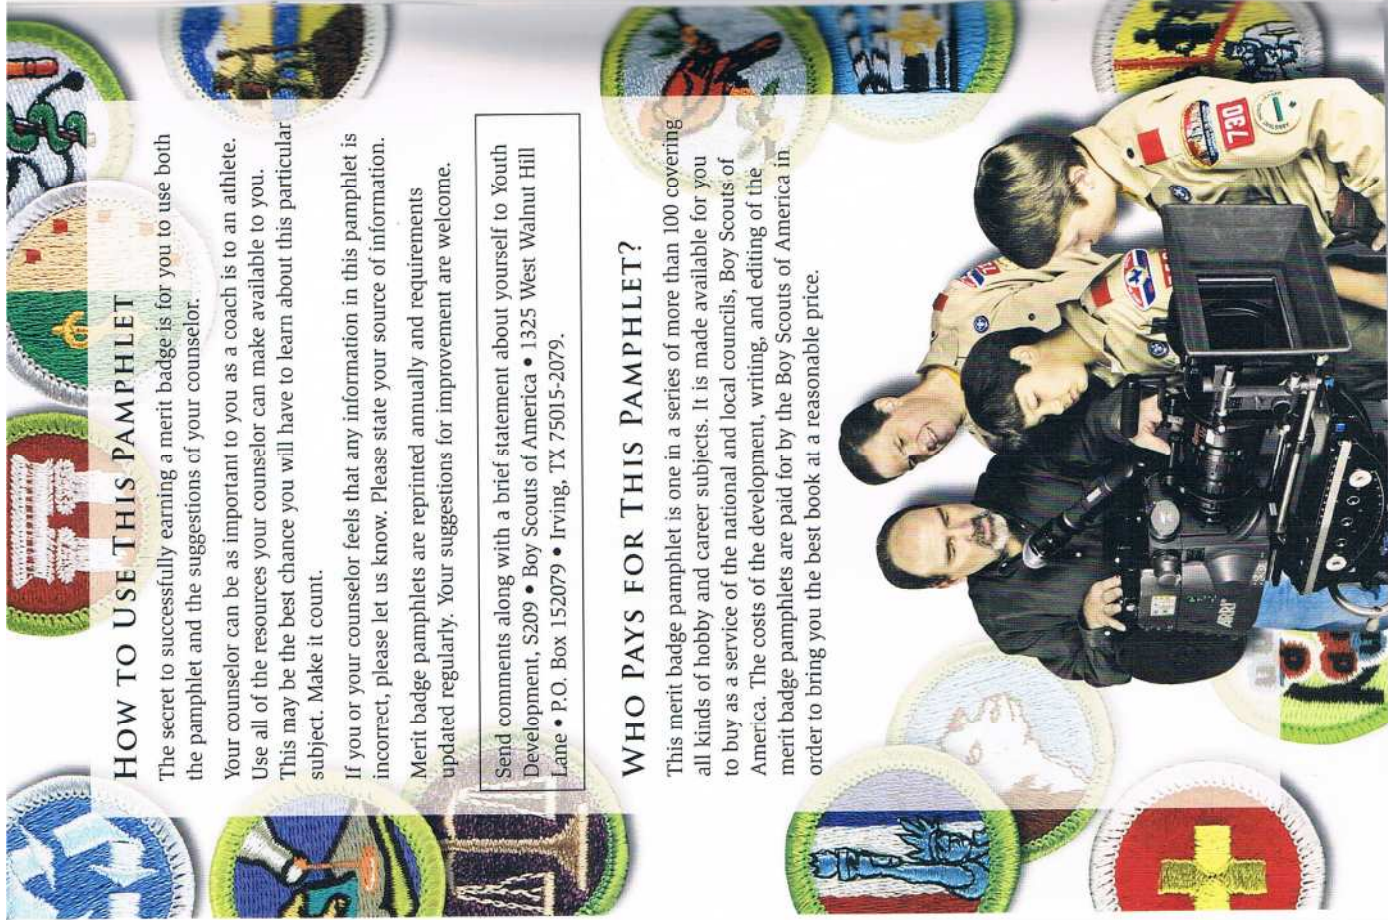 HOW TO USE THIS PAMPHLET
The secret to successfully earning a merit badge is for you to use both
the pamphlet and the suggestions of your counselor.
Your counselor can be as important to you as a coach is to an athlete.
Use all of the resources your counselor can make available to you.
This may be the best chance you will have to learn about this particular
subject. Make it count.
If you or your counselor feels that any information in this pamphlet is
incorrect, please let us know. Please state your source of information.
Merit badge pamphlets are reprinted annually and requirements
updated regularly. Your suggestions for improvement are welcome.
Send comments along with a brief statement about yourself to Youth
Development, S209 • Boy Scouts of America • 1325 West Walnut Hill
Lane • P.O. Box 152079 • Irving, TX 75015-2079.
WHO PAYS FOR THIS PAMPHLET?
This merit badge pamphlet is one in a series of more than 100 covering
all kinds of hobby and career subjects. It is made available for you
to buy as a service of the national and local councils, Boy Scouts of
America. The costs of the development, writing, and editing of the
merit badge pamphlets are paid for by the Boy Scouts of America in
order to bring you the best book at a reasonable price.
730
ARRI